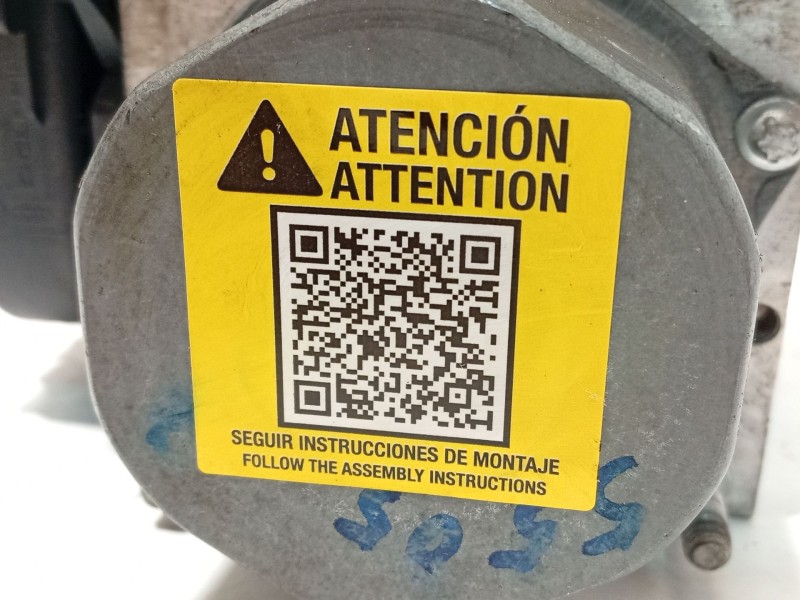 ATENCIÓN
ATTENTION
SEGUIR INSTRUCCIONES DE MONTAJE
FOLLOW THE ASSEMBLY INSTRUCTIONS